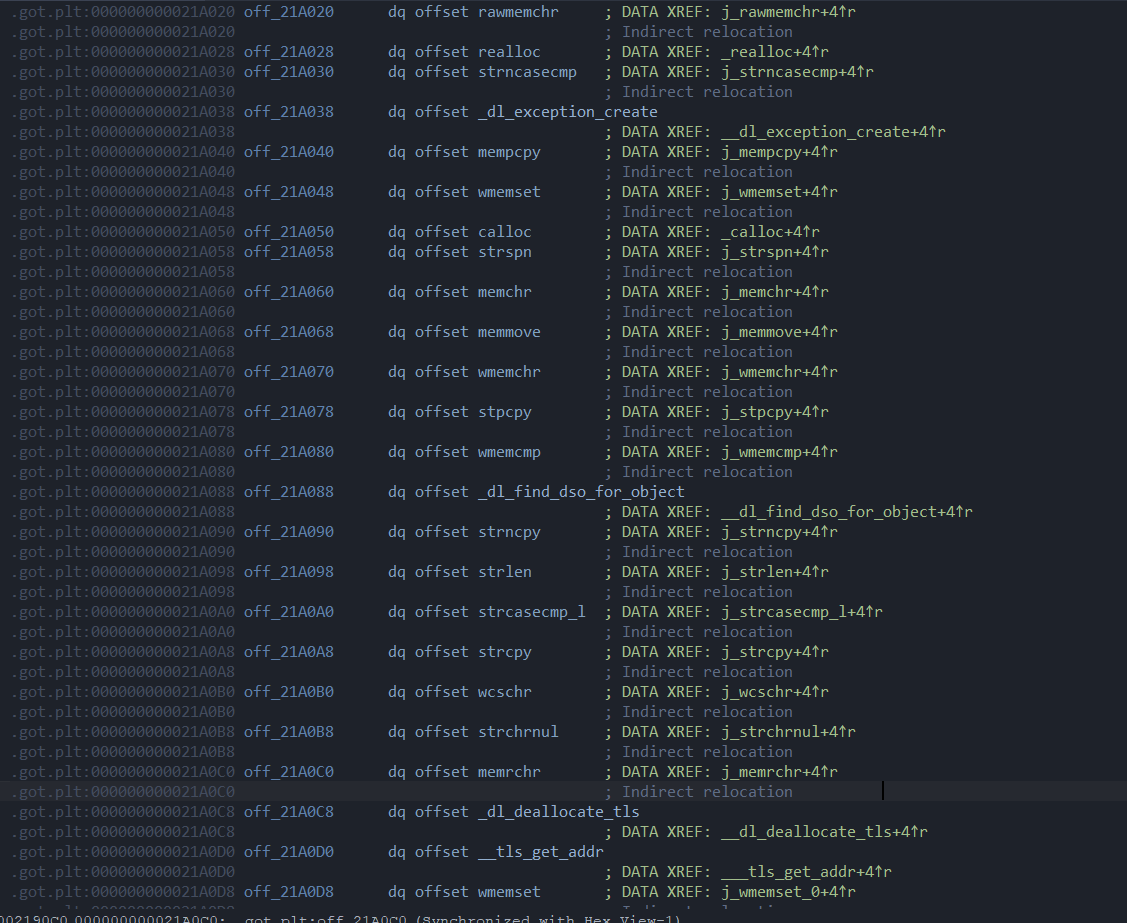 .got.plt:000000000021A020 off_21A020 dq offset rawmemchr ; DATA XREF: j_rawmemchr+4↑r
.got.plt:000000000021A020 ; Indirect relocation
.got.plt:000000000021A028 off_21A028 dq offset realloc ; DATA XREF: _realloc+4↑r
.got.plt:000000000021A030 off_21A030 dq offset strncasecmp ; DATA XREF: j_strncasecmp+4↑r
.got.plt:000000000021A030 ; Indirect relocation
.got.plt:000000000021A038 off_21A038 dq offset _dl_exception_create
.got.plt:000000000021A038 ; DATA XREF: __dl_exception_create+4↑r
.got.plt:000000000021A040 off_21A040 dq offset mempcpy ; DATA XREF: j_mempcpy+4↑r
.got.plt:000000000021A040 ; Indirect relocation
.got.plt:000000000021A048 off_21A048 dq offset wmemset ; DATA XREF: j_wmemset+4↑r
.got.plt:000000000021A048 ; Indirect relocation
.got.plt:000000000021A050 off_21A050 dq offset calloc ; DATA XREF: _calloc+4↑r
.got.plt:000000000021A058 off_21A058 dq offset strspn ; DATA XREF: j_strspn+4↑r
.got.plt:000000000021A058 ; Indirect relocation
.got.plt:000000000021A060 off_21A060 dq offset memchr ; DATA XREF: j_memchr+4↑r
.got.plt:000000000021A060 ; Indirect relocation
.got.plt:000000000021A068 off_21A068 dq offset memmove ; DATA XREF: j_memmove+4↑r
.got.plt:000000000021A068 ; Indirect relocation
.got.plt:000000000021A070 off_21A070 dq offset wmemchr ; DATA XREF: j_wmemchr+4↑r
.got.plt:000000000021A070 ; Indirect relocation
.got.plt:000000000021A078 off_21A078 dq offset stpcpy ; DATA XREF: j_stpcpy+4↑r
.got.plt:000000000021A078 ; Indirect relocation
.got.plt:000000000021A080 off_21A080 dq offset wmemcmp ; DATA XREF: j_wmemcmp+4↑r
.got.plt:000000000021A080 ; Indirect relocation
.got.plt:000000000021A088 off_21A088 dq offset _dl_find_dso_for_object
.got.plt:000000000021A088 ; DATA XREF: __dl_find_dso_for_object+4↑r
.got.plt:000000000021A090 off_21A090 dq offset strncpy ; DATA XREF: j_strncpy+4↑r
.got.plt:000000000021A090 ; Indirect relocation
.got.plt:000000000021A098 off_21A098 dq offset strlen ; DATA XREF: j_strlen+4↑r
.got.plt:000000000021A098 ; Indirect relocation
.got.plt:000000000021A0A0 off_21A0A0 dq offset strcasecmp_l ; DATA XREF: j_strcasecmp_l+4↑r
.got.plt:000000000021A0A0 ; Indirect relocation
.got.plt:000000000021A0A8 off_21A0A8 dq offset strcpy ; DATA XREF: j_strcpy+4↑r
.got.plt:000000000021A0A8 ; Indirect relocation
.got.plt:000000000021A0B0 off_21A0B0 dq offset wcschr ; DATA XREF: j_wcschr+4↑r
.got.plt:000000000021A0B0 ; Indirect relocation
.got.plt:000000000021A0B8 off_21A0B8 dq offset strchrnul ; DATA XREF: j_strchrnul+4↑r
.got.plt:000000000021A0B8 ; Indirect relocation
.got.plt:000000000021A0C0 off_21A0C0 dq offset memrchr ; DATA XREF: j_memrchr+4↑r
.got.plt:000000000021A0C0 ; Indirect relocation
.got.plt:000000000021A0C8 off_21A0C8 dq offset _dl_deallocate_tls
.got.plt:000000000021A0C8 ; DATA XREF: __dl_deallocate_tls+4↑r
.got.plt:000000000021A0D0 off_21A0D0 dq offset __tls_get_addr
.got.plt:000000000021A0D0 ; DATA XREF: ___tls_get_addr+4↑r
.got.plt:000000000021A0D8 off_21A0D8 dq offset wmemset ; DATA XREF: j_wmemset_0+4↑r
002190C0 000000000021A0C0: .got.plt:off_21A0C0 (Synchronized with Hex View-1)